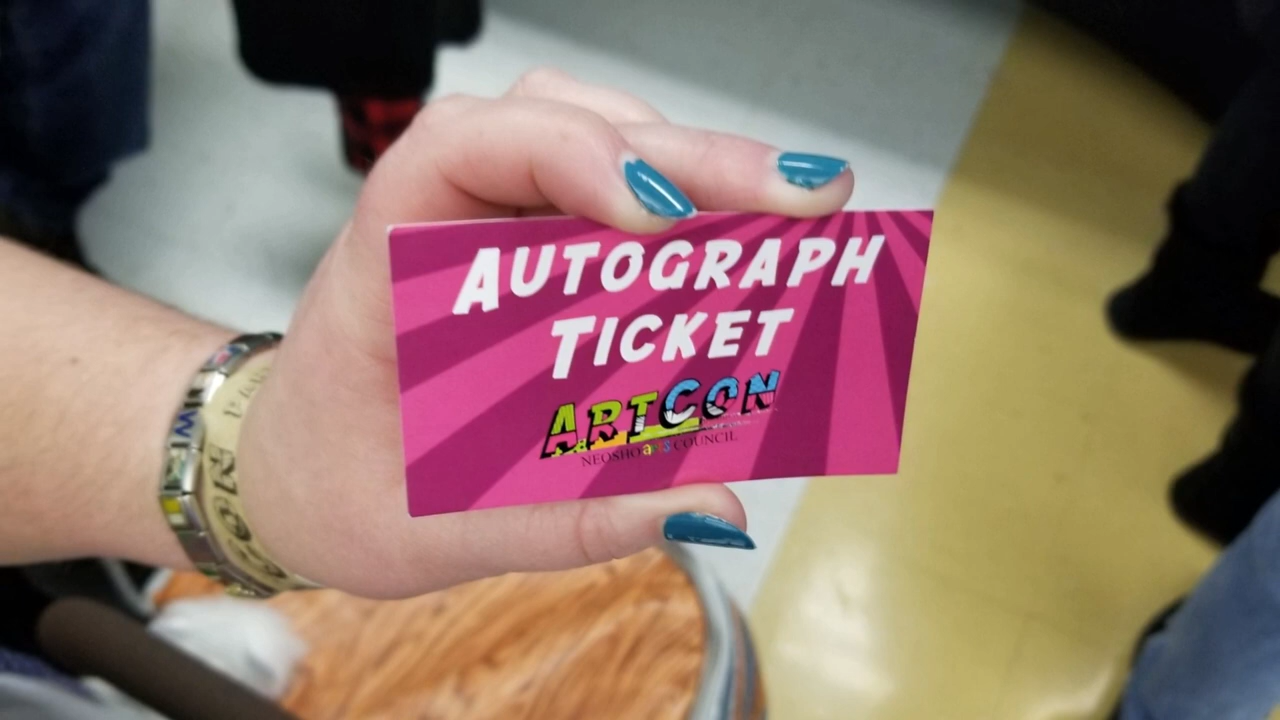 AUTOGRAPH
TICKET
ARTCON
NEOSHO arts COUNCIL
W